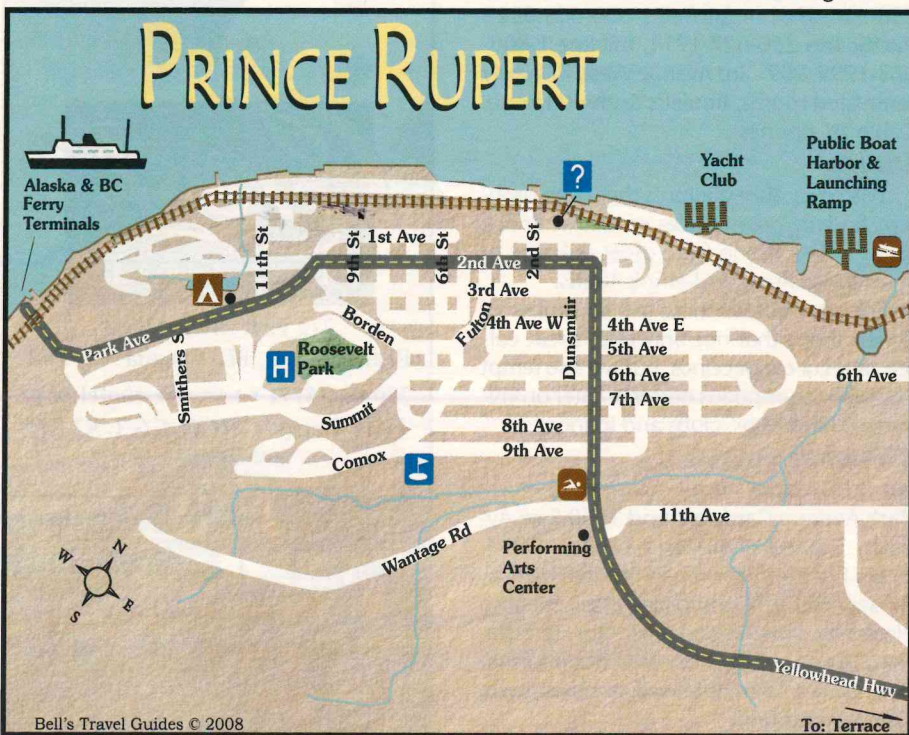 PRINCE RUPERT
Alaska & BC
Ferry
Terminals
?
Yacht
Club
Public Boat
Harbor &
Launching
Ramp
11th St
9th St
1st Ave
6th St
2nd Ave
2nd St
3rd Ave
Fulton
4th Ave W
Dunsmuir
4th Ave E
5th Ave
6th Ave
6th Ave
7th Ave
Park Ave
Smithers S
Borden
H
Roosevelt
Park
Summit
8th Ave
9th Ave
Comox
11th Ave
Wantage Rd
Performing
Arts
Center
W
N
S
E
Yellowhead Hwy
Bell's Travel Guides © 2008
To: Terrace